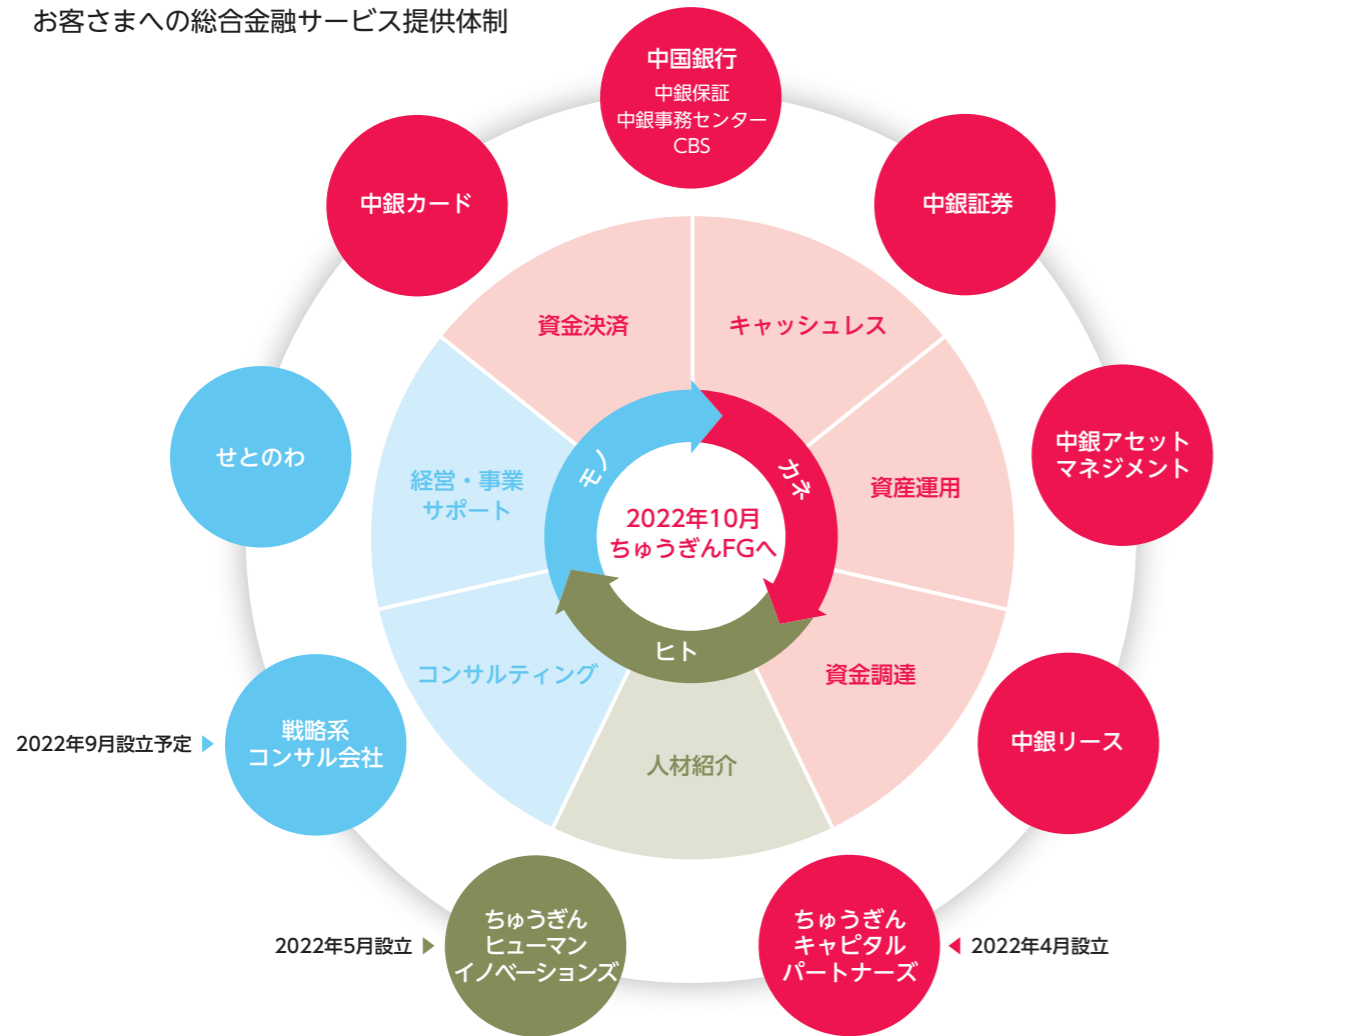 お客さまへの総合金融サービス提供体制
中国銀行
中銀保証
中銀事務センター
CBS
中銀カード
中銀証券
資金決済
キャッシュレス
せとのわ
経営・事業
サポート
モノ
カネ
資産運用
中銀アセット
マネジメント
2022年10月
ちゅうぎんFGへ
ヒト
コンサルティング
資金調達
人材紹介
2022年9月設立予定
戦略系
コンサル会社
中銀リース
2022年5月設立
ちゅうぎん
ヒューマン
イノベーションズ
ちゅうぎん
キャピタル
パートナーズ
2022年4月設立